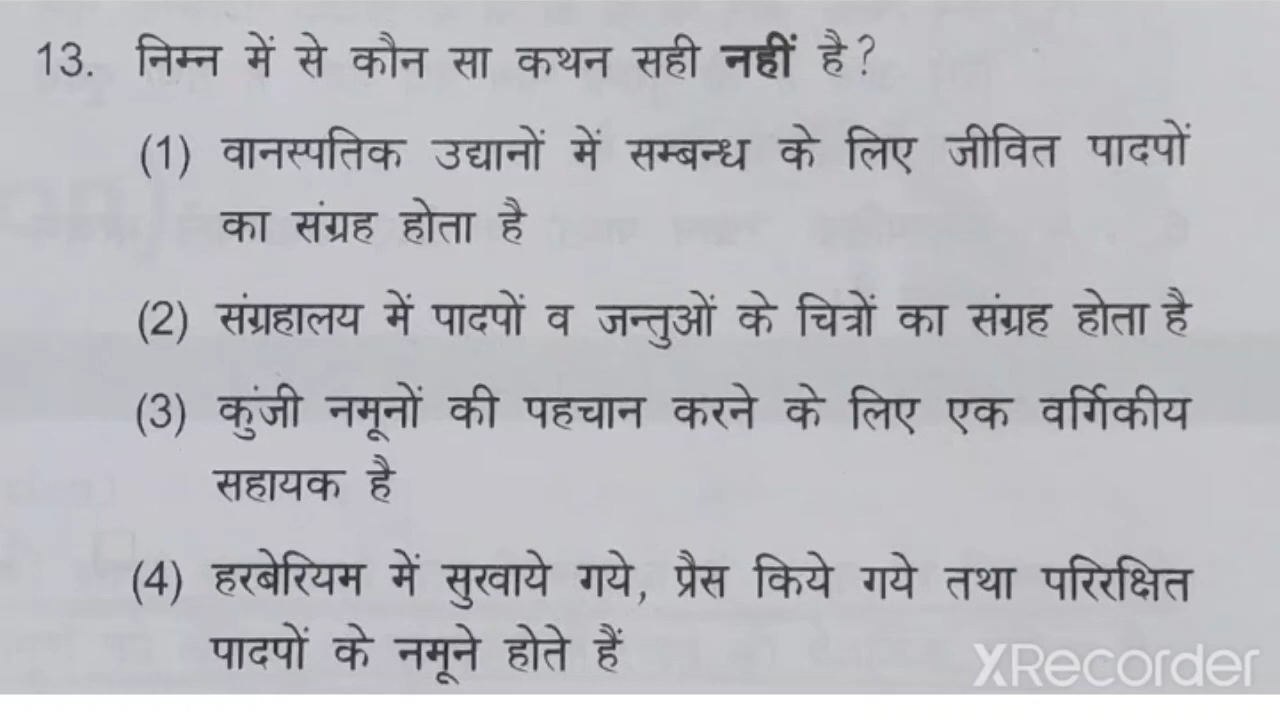 13. निम्न में से कौन सा कथन सही नहीं है?
(1) वानस्पतिक उद्यानों में सम्बन्ध के लिए जीवित पादपों
का संग्रह होता है
(2) संग्रहालय में पादपों व जन्तुओं के चित्रों का संग्रह होता है
(3) कुंजी नमूनों की पहचान करने के लिए एक वर्गिकीय
सहायक है
(4) हरबेरियम में सुखाये गये, प्रैस किये गये तथा परिरक्षित
पादपों के नमूने होते हैं
XRecorder